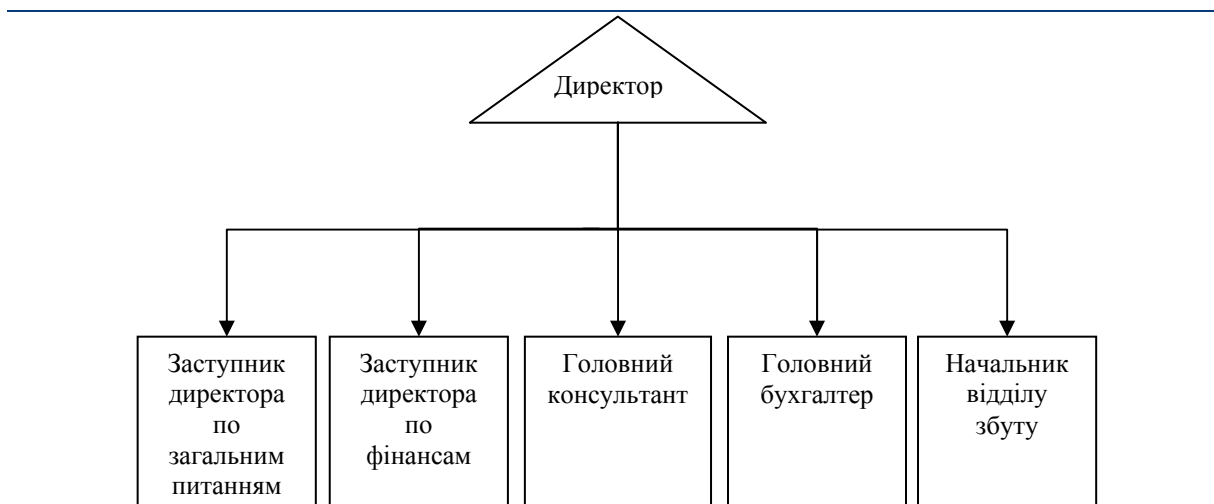 Директор
Заступник
директора
по
загальним
питанням
Заступник
директора
по
фінансам
Головний
консультант
Головний
бухгалтер
Начальник
відділу
збуту